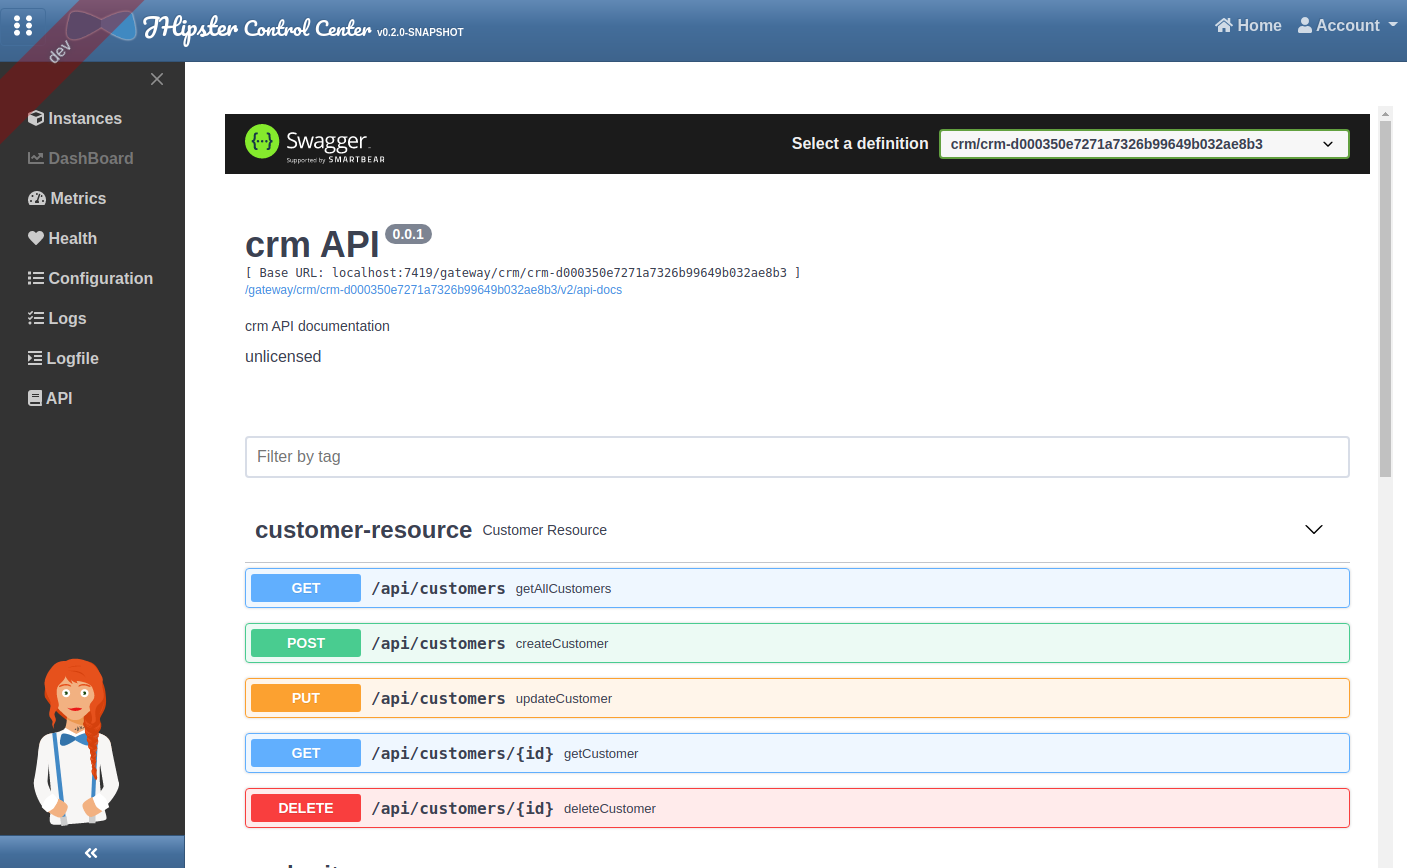 JHipster Control Center v0.2.0-SNAPSHOT
Home
Account
dev
Instances
DashBoard
Metrics
Health
Configuration
Logs
Logfile
API
Swagger
Supported by SMARTBEAR
Select a definition
crm/crm-d000350e7271a7326b99649b032ae8b3
crm API 0.0.1
[ Base URL: localhost:7419/gateway/crm/crm-d000350e7271a7326b99649b032ae8b3 ]
/gateway/crm/crm-d000350e7271a7326b99649b032ae8b3/v2/api-docs
crm API documentation
unlicensed
Filter by tag
customer-resource Customer Resource
GET /api/customers getAllCustomers
POST /api/customers createCustomer
PUT /api/customers updateCustomer
GET /api/customers/{id} getCustomer
DELETE /api/customers/{id} deleteCustomer